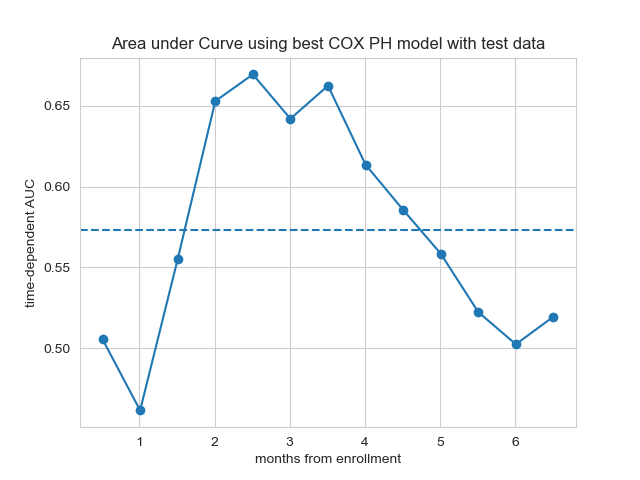 Area under Curve using best COX PH model with test data
time-dependent AUC
0.65
0.60
0.55
0.50
1 2 3 4 5 6
months from enrollment